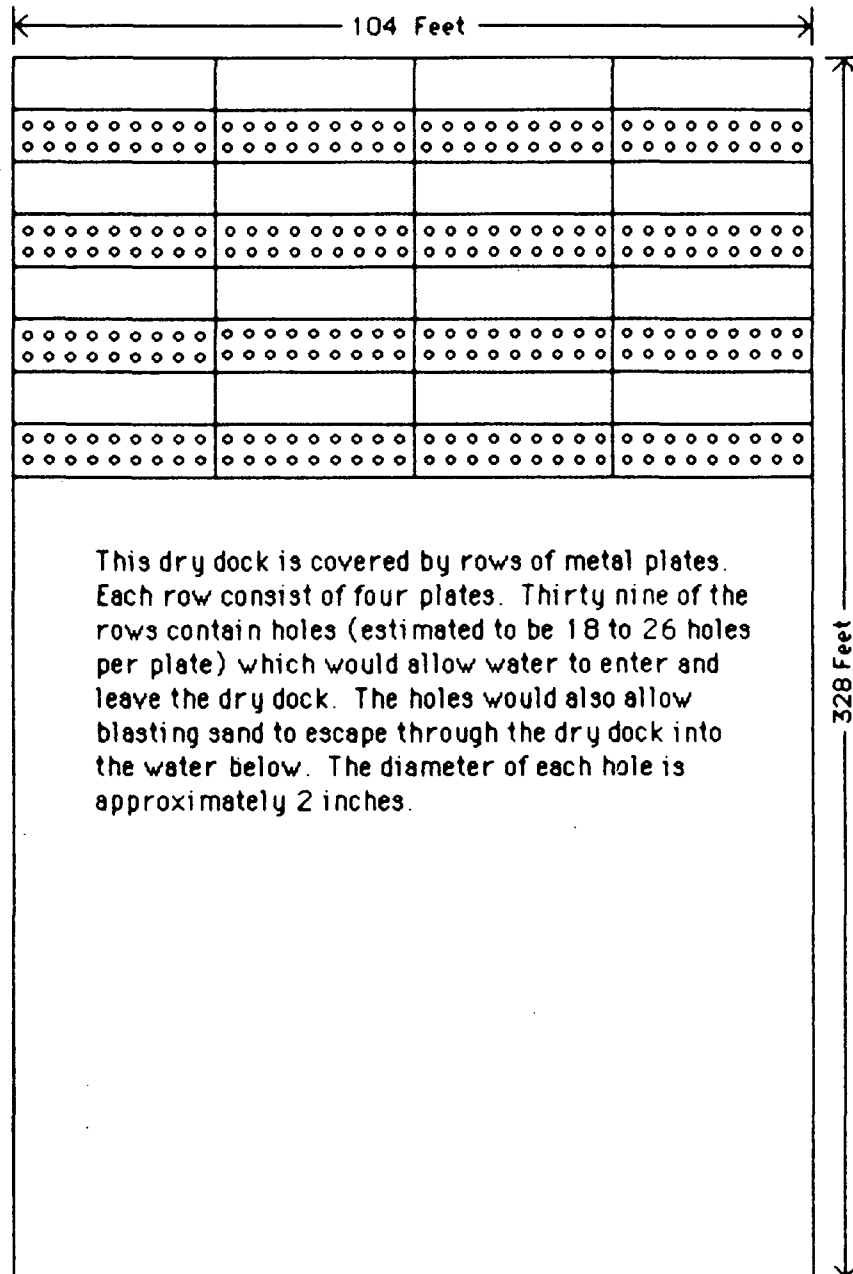 104 Feet
This dry dock is covered by rows of metal plates.
Each row consist of four plates. Thirty nine of the
rows contain holes (estimated to be 18 to 26 holes
per plate) which would allow water to enter and
leave the dry dock. The holes would also allow
blasting sand to escape through the dry dock into
the water below. The diameter of each hole is
approximately 2 inches.
328 Feet